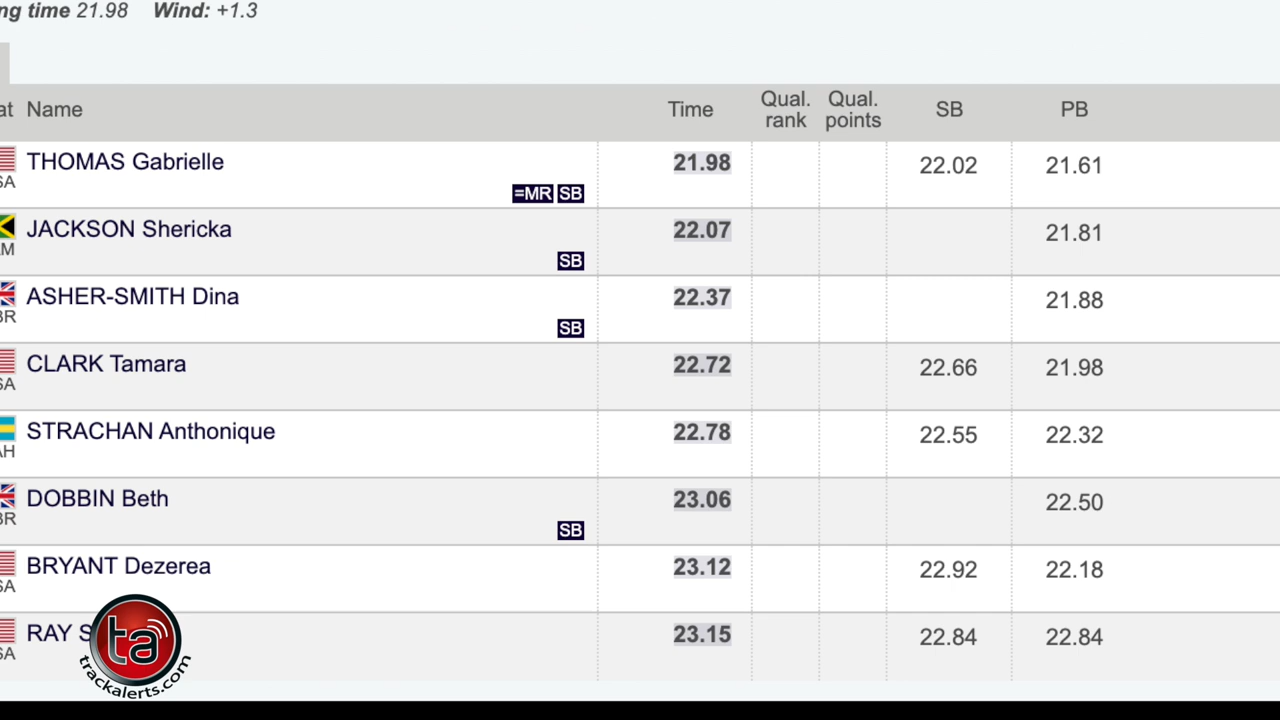 ng time 21.98 Wind: +1.3
at Name Time Qual. rank Qual. points SB PB
THOMAS Gabrielle 21.98 22.02 21.61
SA =MR SB
JACKSON Shericka 22.07 21.81
AM SB
ASHER-SMITH Dina 22.37 21.88
BR SB
CLARK Tamara 22.72 22.66 21.98
SA
STRACHAN Anthonique 22.78 22.55 22.32
AH
DOBBIN Beth 23.06 22.50
BR SB
BRYANT Dezerea 23.12 22.92 22.18
SA
RAY S 23.15 22.84 22.84
SA
ta
trackalerts.com